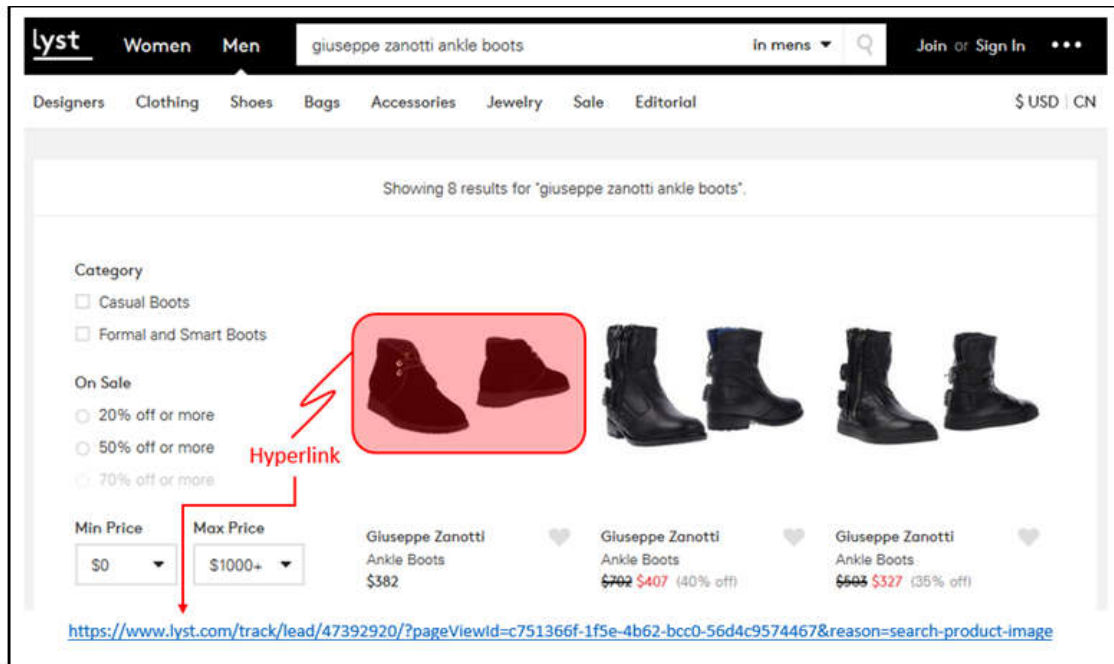 lyst Women Men giuseppe zanotti ankle boots in mens Join or Sign In •••
Designers Clothing Shoes Bags Accessories Jewelry Sale Editorial $ USD | CN
Showing 8 results for "giuseppe zanotti ankle boots".
Category
Casual Boots
Formal and Smart Boots
On Sale
20% off or more
50% off or more
70% off or more
Hyperlink
Min Price Max Price
$0 $1000+
Giuseppe Zanotti
Ankle Boots
$382
Giuseppe Zanotti
Ankle Boots
$702 $407 (40% off)
Giuseppe Zanotti
Ankle Boots
$503 $327 (35% off)
https://www.lyst.com/track/lead/47392920/?pageViewId=c751366f-1f5e-4b62-bcc0-56d4c9574467&reason=search-product-image